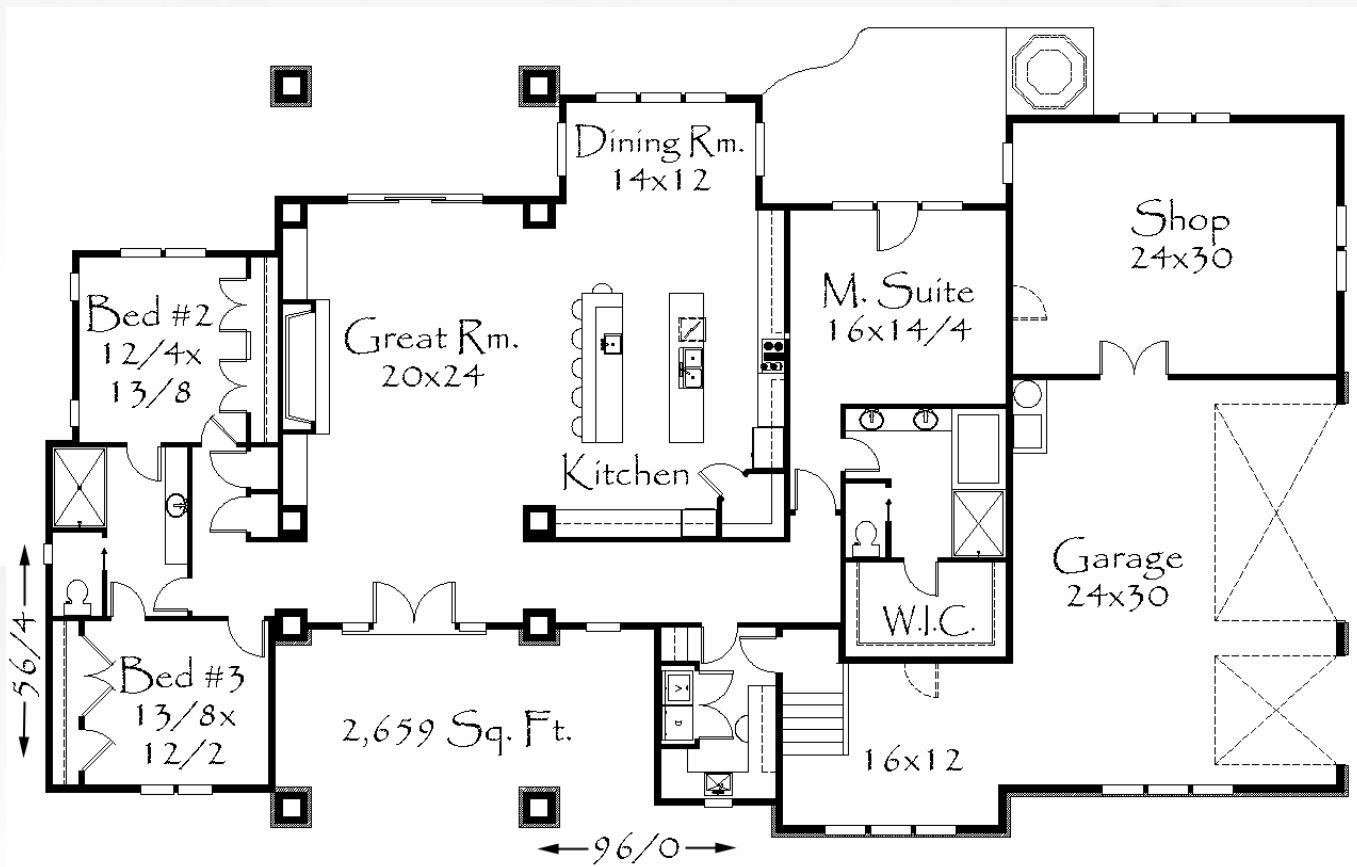 Dining Rm.
14x12
Shop
24x30
Bed #2
12/4x
13/8
Great Rm.
20x24
M. Suite
16x14/4
Kitchen
Garage
24x30
W.I.C.
56/4
Bed #3
13/8x
12/2
2,659 Sq. Ft.
16x12
96/0